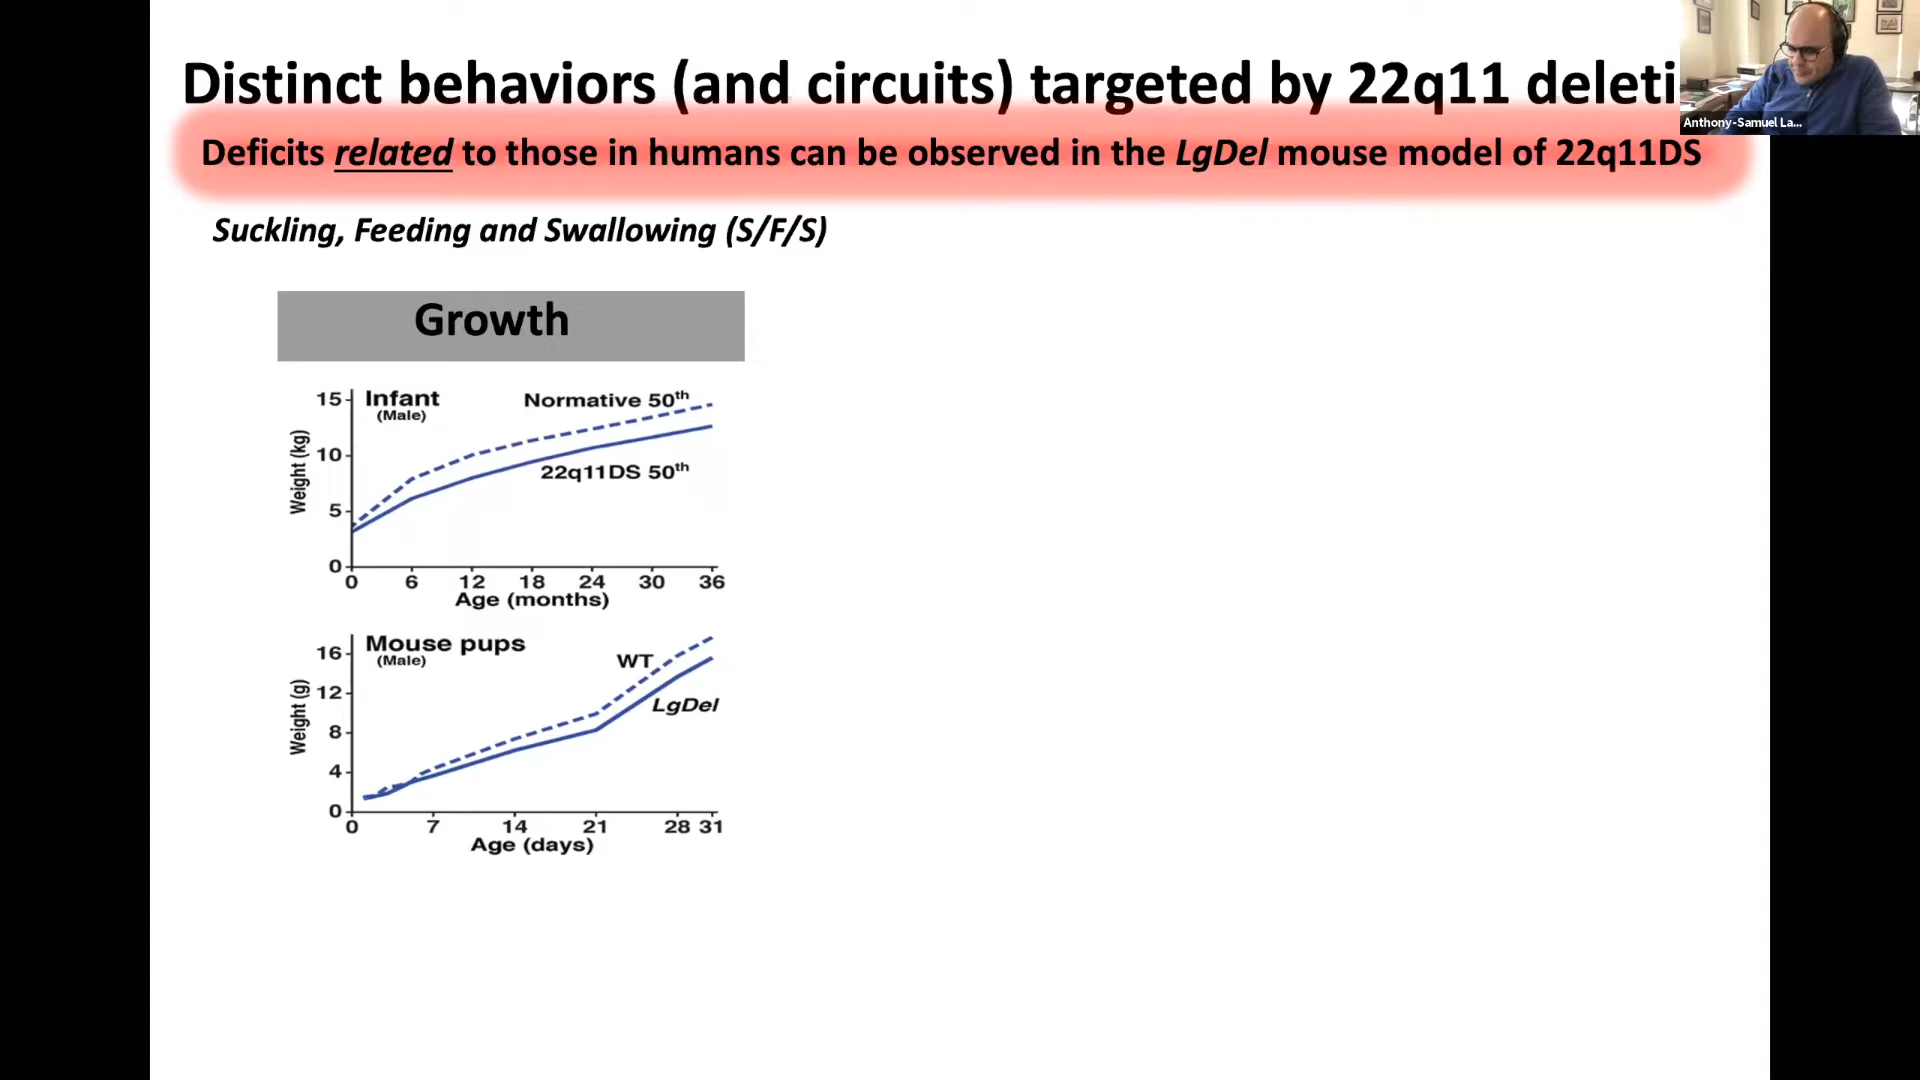 Distinct behaviors (and circuits) targeted by 22q11 deleti
Anthony-Samuel La...
Deficits related to those in humans can be observed in the LgDel mouse model of 22q11DS
Suckling, Feeding and Swallowing (S/F/S)
Growth
Infant
(Male)
Normative 50th
22q11DS 50th
Weight (kg)
15
10
5
0
0 6 12 18 24 30 36
Age (months)
Mouse pups
(Male)
WT
LgDel
Weight (g)
16
12
8
4
0
0 7 14 21 28 31
Age (days)